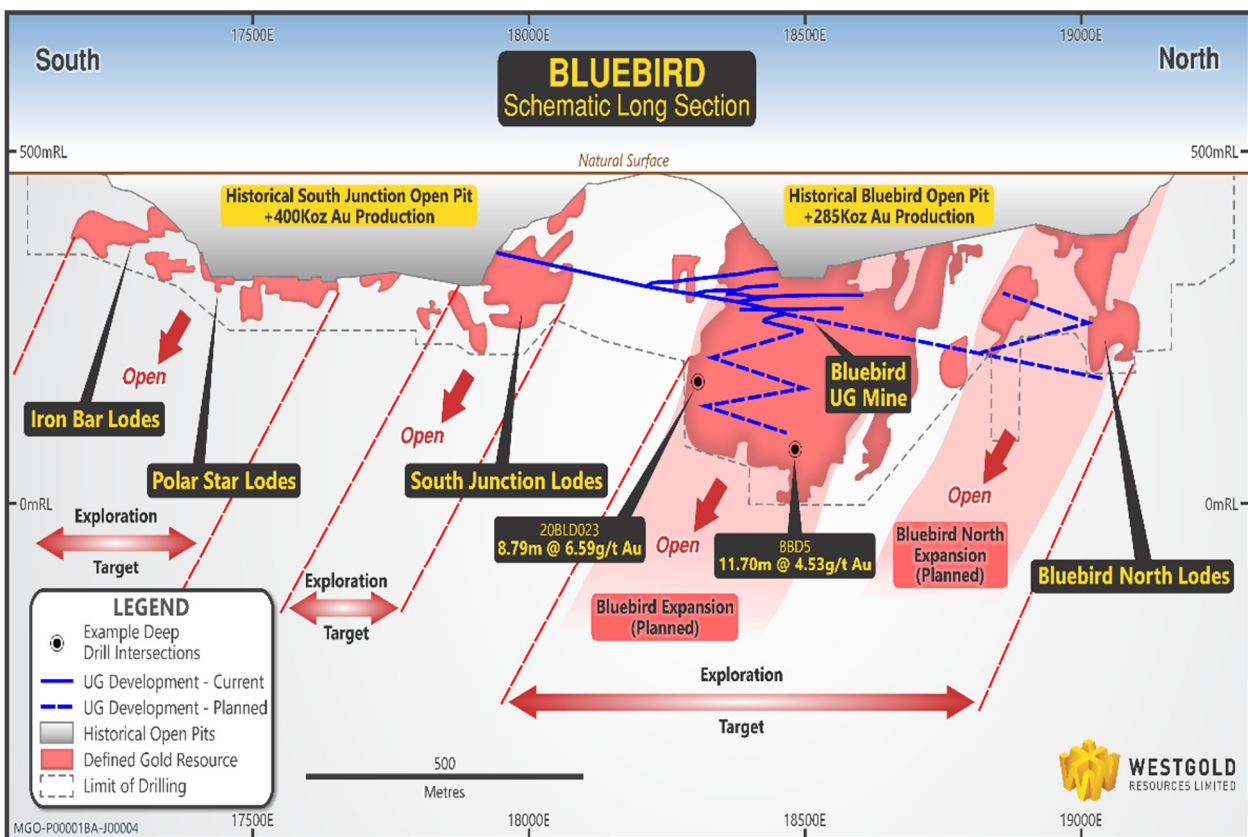 17500E
18000E
18500E
19000E
South
BLUEBIRD
Schematic Long Section
North
500mRL
500mRL
Natural Surface
Historical South Junction Open Pit
+400Koz Au Production
Historical Bluebird Open Pit
+285Koz Au Production
Open
Iron Bar Lodes
Bluebird
UG Mine
Open
Polar Star Lodes
South Junction Lodes
Open
0mRL
0mRL
Exploration
Target
20BLD023
8.79m @ 6.59g/t Au
Open
BBD5
11.70m @ 4.53g/t Au
Bluebird North
Expansion
(Planned)
Bluebird North Lodes
Exploration
Target
Bluebird Expansion
(Planned)
LEGEND
Example Deep
Drill Intersections
UG Development - Current
UG Development - Planned
Historical Open Pits
Defined Gold Resource
Limit of Drilling
Exploration
Target
500
Metres
WESTGOLD
RESOURCES LIMITED
MGO-P00001BA-J00004
17500E
18000E
18500E
19000E